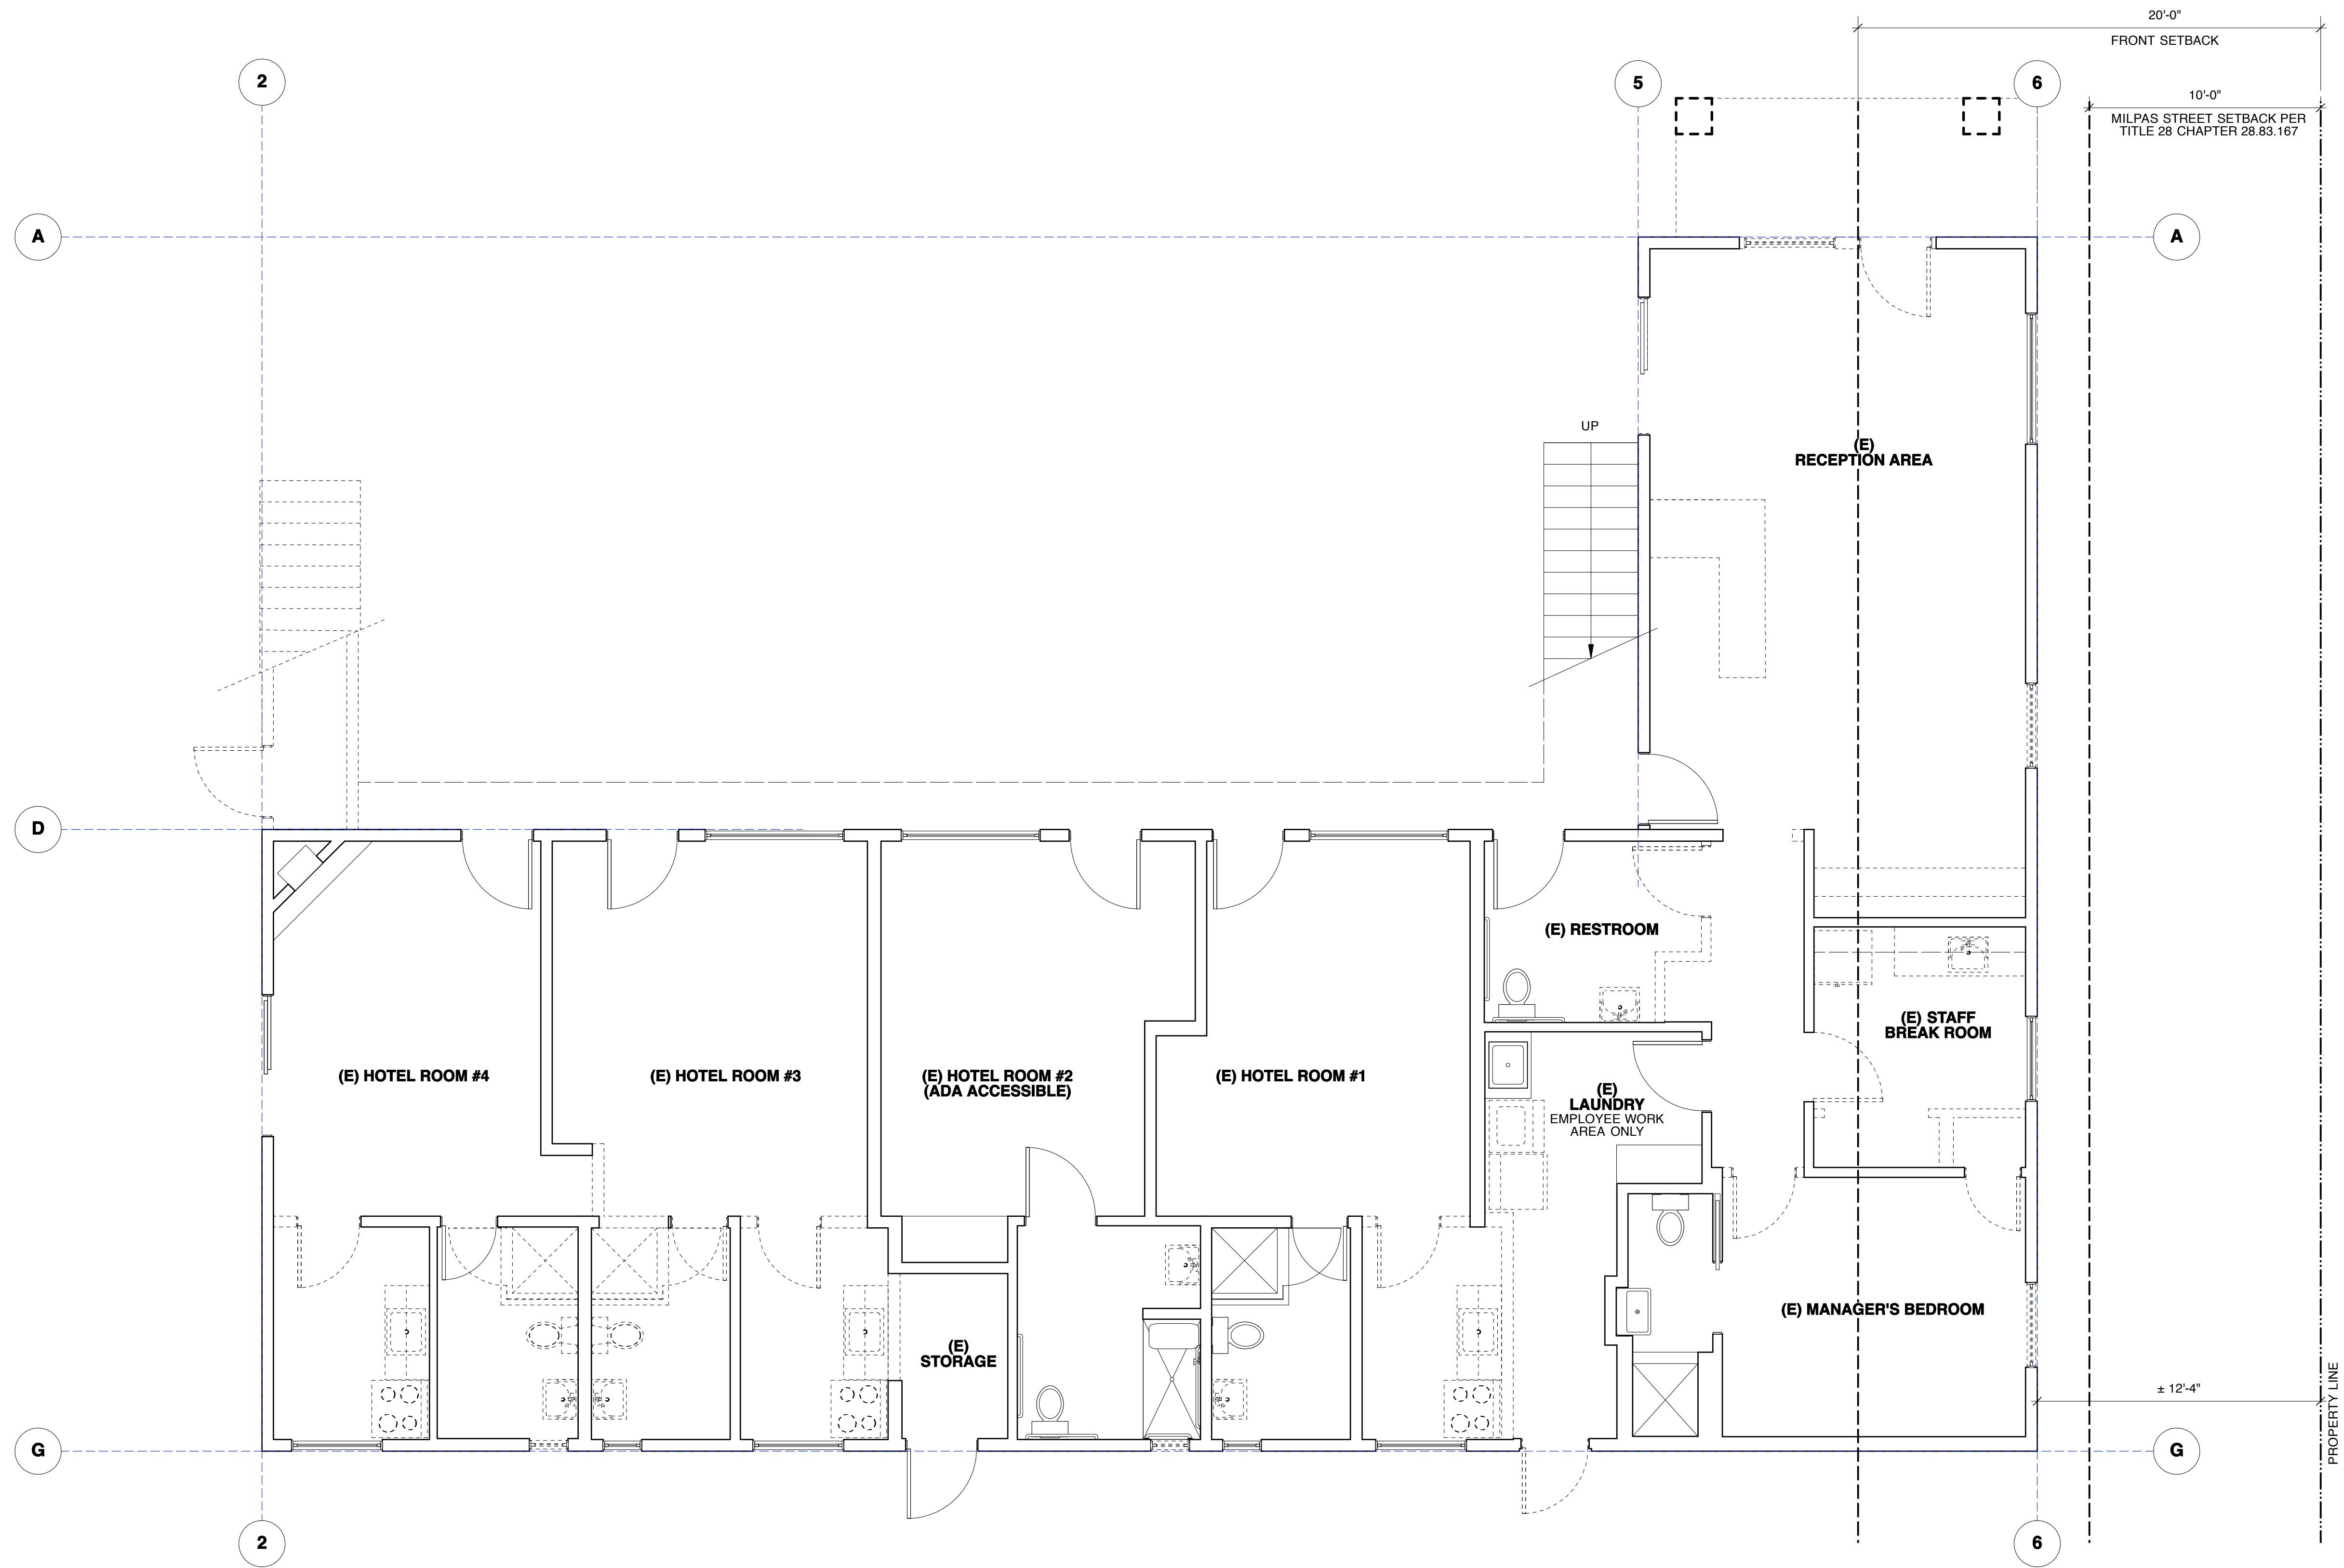 20'-0"
FRONT SETBACK
2
5
6
10'-0"
MILPAS STREET SETBACK PER
TITLE 28 CHAPTER 28.83.167
A
A
UP
(E)
RECEPTION AREA
D
(E) RESTROOM
(E) STAFF
BREAK ROOM
(E) HOTEL ROOM #4
(E) HOTEL ROOM #3
(E) HOTEL ROOM #2
(ADA ACCESSIBLE)
(E) HOTEL ROOM #1
(E)
LAUNDRY
EMPLOYEE WORK
AREA ONLY
(E) MANAGER'S BEDROOM
(E)
STORAGE
± 12'-4"
PROPERTY LINE
G
G
2
6